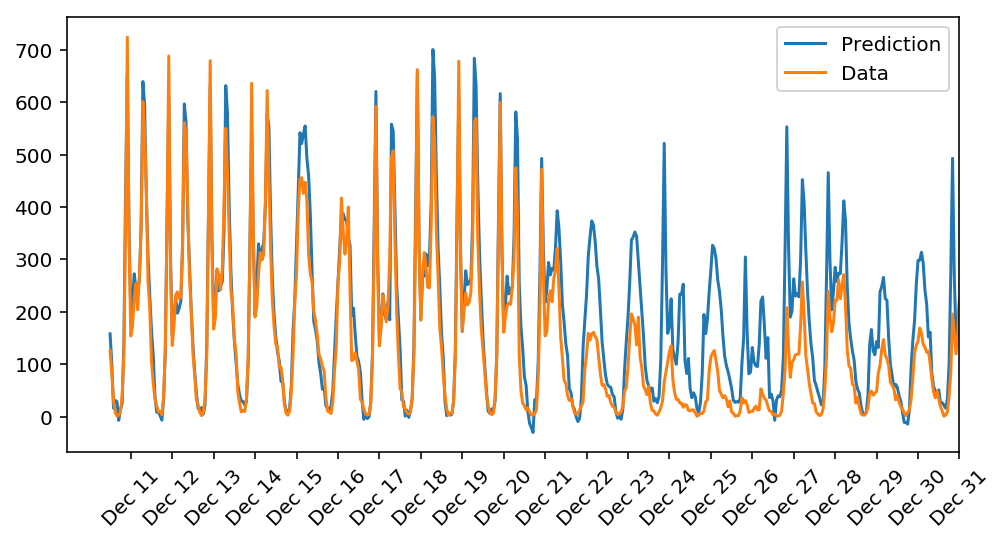 700
600
500
400
300
200
100
0
Prediction
Data
Dec 11
Dec 12
Dec 13
Dec 14
Dec 15
Dec 16
Dec 17
Dec 18
Dec 19
Dec 20
Dec 21
Dec 22
Dec 23
Dec 24
Dec 25
Dec 26
Dec 27
Dec 28
Dec 29
Dec 30
Dec 31